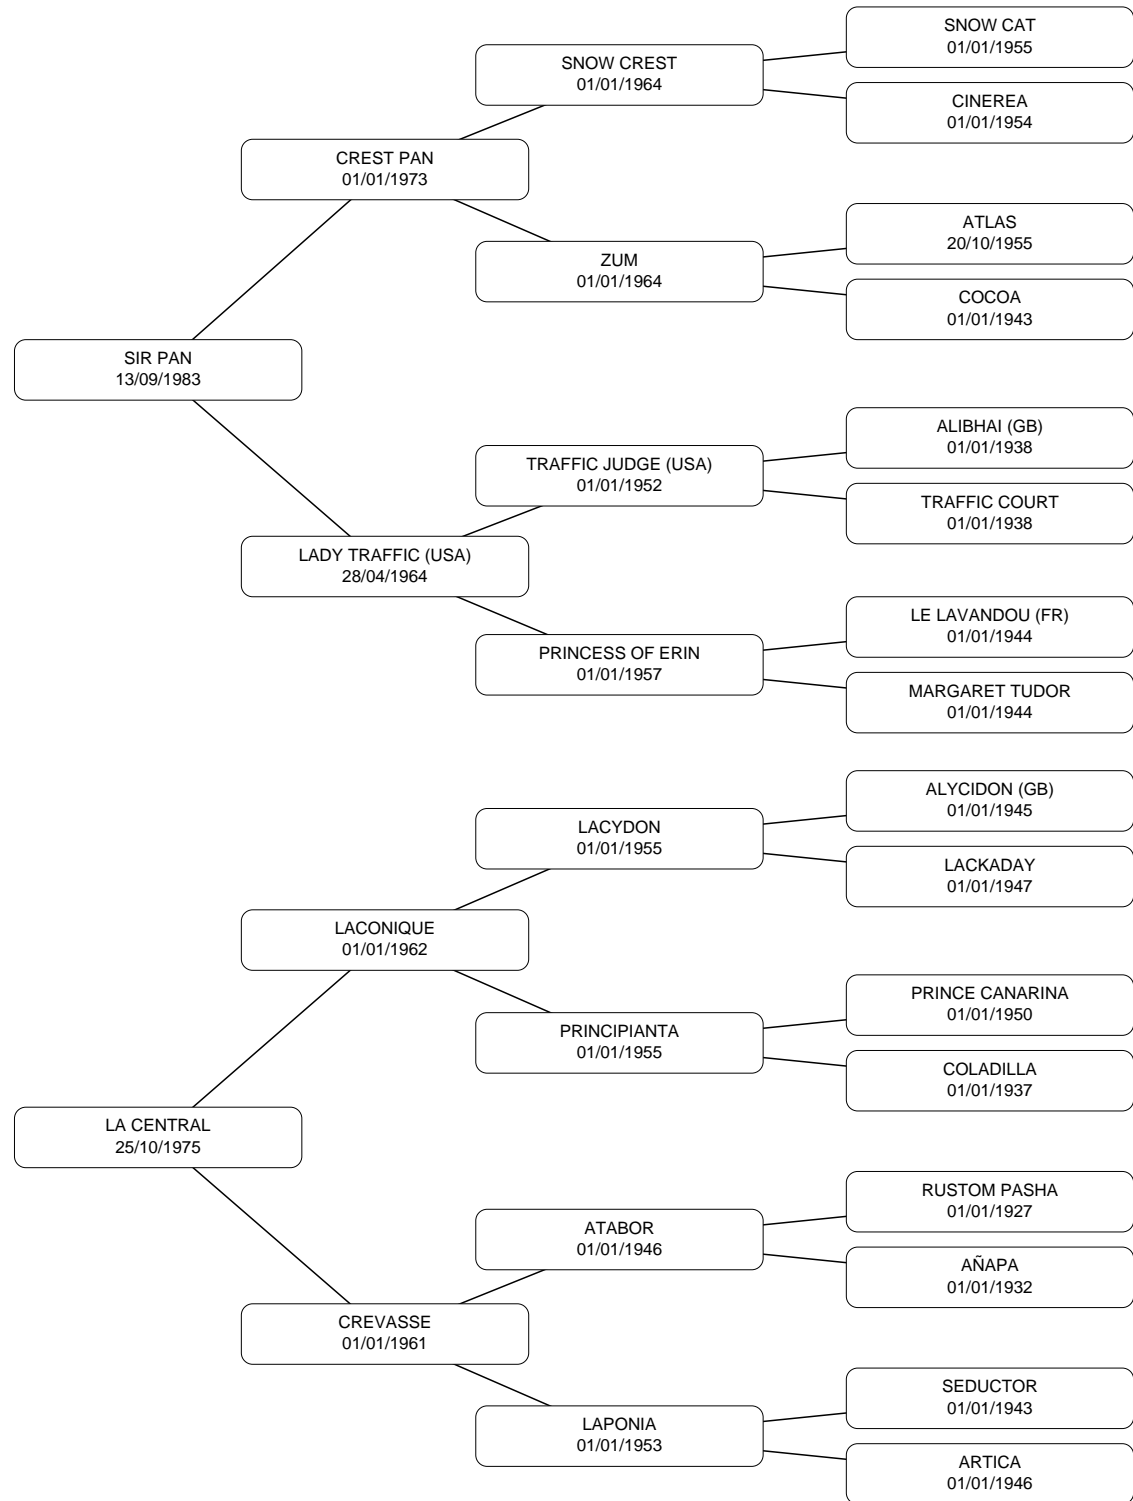 SNOW CAT
01/01/1955
SNOW CREST
01/01/1964
CINEREA
01/01/1954
CREST PAN
01/01/1973
ATLAS
20/10/1955
ZUM
01/01/1964
COCOA
01/01/1943
SIR PAN
13/09/1983
ALIBHAI (GB)
01/01/1938
TRAFFIC JUDGE (USA)
01/01/1952
TRAFFIC COURT
01/01/1938
LADY TRAFFIC (USA)
28/04/1964
LE LAVANDOU (FR)
01/01/1944
PRINCESS OF ERIN
01/01/1957
MARGARET TUDOR
01/01/1944
ALYCIDON (GB)
01/01/1945
LACYDON
01/01/1955
LACKADAY
01/01/1947
LACONIQUE
01/01/1962
PRINCE CANARINA
01/01/1950
PRINCIPIANTA
01/01/1955
COLADILLA
01/01/1937
LA CENTRAL
25/10/1975
RUSTOM PASHA
01/01/1927
ATABOR
01/01/1946
AÑAPA
01/01/1932
CREVASSE
01/01/1961
SEDUCTOR
01/01/1943
LAPONIA
01/01/1953
ARTICA
01/01/1946